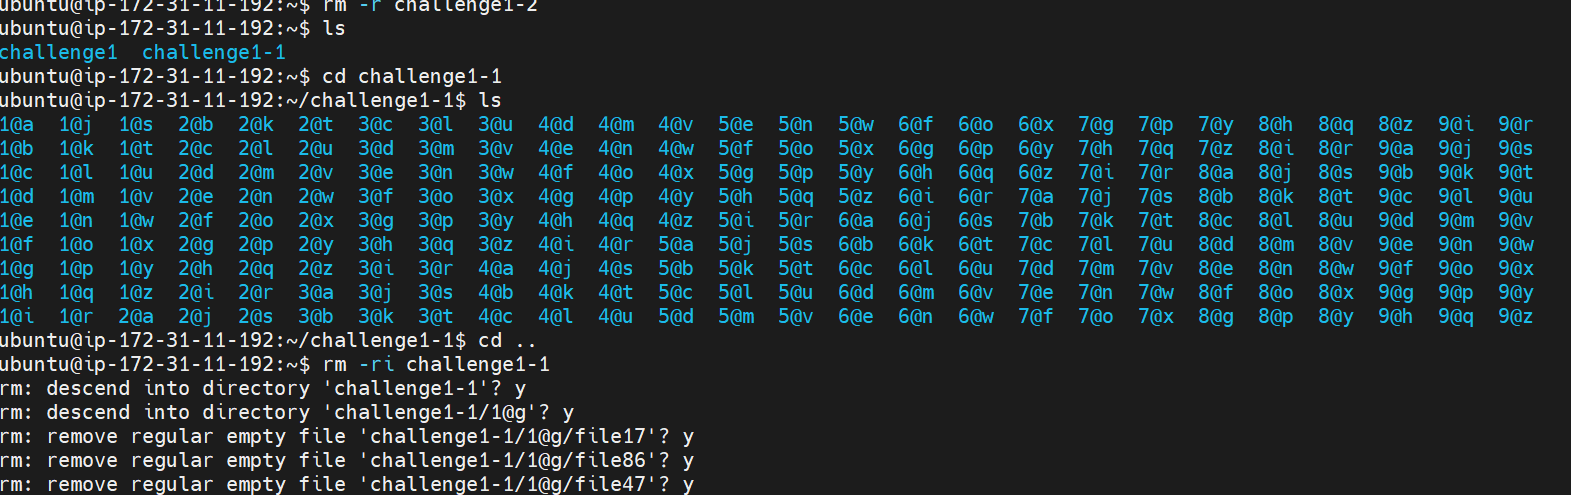 ubuntu@ip-172-31-11-192:~$ rm -r challenge1-2
ubuntu@ip-172-31-11-192:~$ ls
challenge1  challenge1-1
ubuntu@ip-172-31-11-192:~$ cd challenge1-1
ubuntu@ip-172-31-11-192:~/challenge1-1$ ls
1@a  1@j  1@s  2@b  2@k  2@t  3@c  3@l  3@u  4@d  4@m  4@v  5@e  5@n  5@w  6@f  6@o  6@x  7@g  7@p  7@y  8@h  8@q  8@z  9@i  9@r
1@b  1@k  1@t  2@c  2@l  2@u  3@d  3@m  3@v  4@e  4@n  4@w  5@f  5@o  5@x  6@g  6@p  6@y  7@h  7@q  7@z  8@i  8@r  9@a  9@j  9@s
1@c  1@l  1@u  2@d  2@m  2@v  3@e  3@n  3@w  4@f  4@o  4@x  5@g  5@p  5@y  6@h  6@q  6@z  7@i  7@r  8@a  8@j  8@s  9@b  9@k  9@t
1@d  1@m  1@v  2@e  2@n  2@w  3@f  3@o  3@x  4@g  4@p  4@y  5@h  5@q  5@z  6@i  6@r  7@a  7@j  7@s  8@b  8@k  8@t  9@c  9@l  9@u
1@e  1@n  1@w  2@f  2@o  2@x  3@g  3@p  3@y  4@h  4@q  4@z  5@i  5@r  6@a  6@j  6@s  7@b  7@k  7@t  8@c  8@l  8@u  9@d  9@m  9@v
1@f  1@o  1@x  2@g  2@p  2@y  3@h  3@q  3@z  4@i  4@r  5@a  5@j  5@s  6@b  6@k  6@t  7@c  7@l  7@u  8@d  8@m  8@v  9@e  9@n  9@w
1@g  1@p  1@y  2@h  2@q  2@z  3@i  3@r  4@a  4@j  4@s  5@b  5@k  5@t  6@c  6@l  6@u  7@d  7@m  7@v  8@e  8@n  8@w  9@f  9@o  9@x
1@h  1@q  1@z  2@i  2@r  3@a  3@j  3@s  4@b  4@k  4@t  5@c  5@l  5@u  6@d  6@m  6@v  7@e  7@n  7@w  8@f  8@o  8@x  9@g  9@p  9@y
1@i  1@r  2@a  2@j  2@s  3@b  3@k  3@t  4@c  4@l  4@u  5@d  5@m  5@v  6@e  6@n  6@w  7@f  7@o  7@x  8@g  8@p  8@y  9@h  9@q  9@z
ubuntu@ip-172-31-11-192:~/challenge1-1$ cd ..
ubuntu@ip-172-31-11-192:~$ rm -ri challenge1-1
rm: descend into directory 'challenge1-1'? y
rm: descend into directory 'challenge1-1/1@g'? y
rm: remove regular empty file 'challenge1-1/1@g/file17'? y
rm: remove regular empty file 'challenge1-1/1@g/file86'? y
rm: remove regular empty file 'challenge1-1/1@g/file47'? y